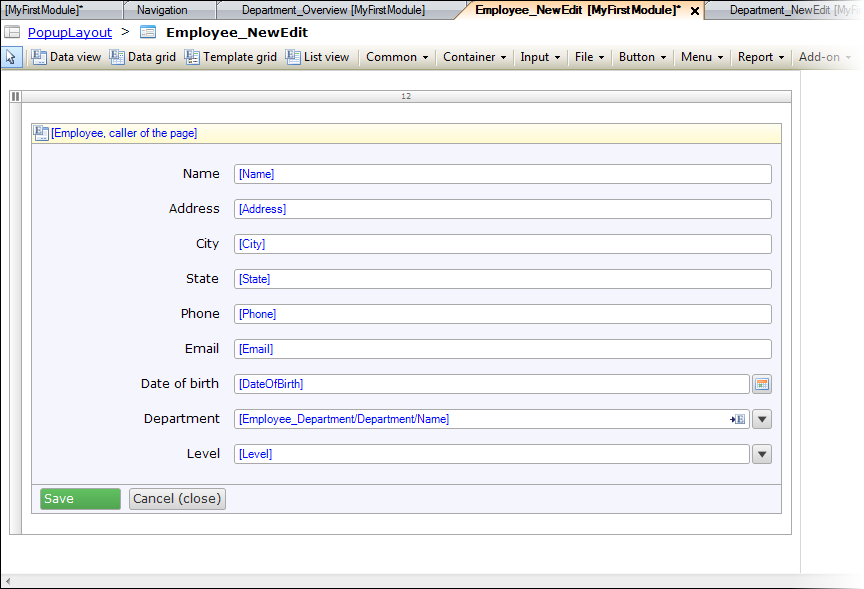 [MyFirstModule]* Navigation Department_Overview [MyFirstModule] Employee_NewEdit [MyFirstModule]* Department_NewEdit [MyFirs
PopupLayout > Employee_NewEdit
Data view Data grid Template grid List view Common Container Input File Button Menu Report Add-on
12
[Employee, caller of the page]
Name [Name]
Address [Address]
City [City]
State [State]
Phone [Phone]
Email [Email]
Date of birth [DateOfBirth]
Department [Employee_Department/Department/Name]
Level [Level]
Save Cancel (close)